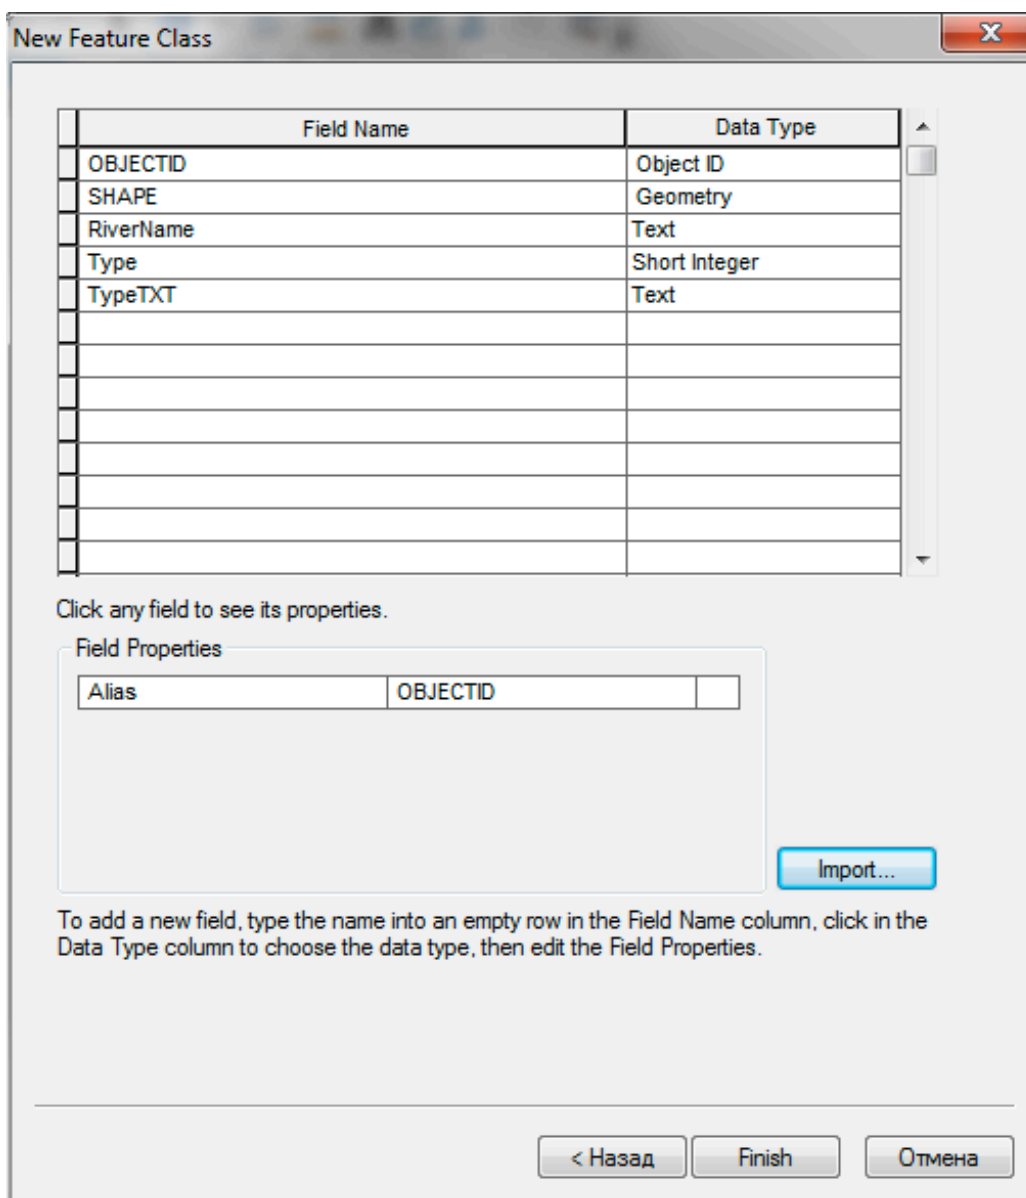 New Feature Class
Field Name Data Type
OBJECTID Object ID
SHAPE Geometry
RiverName Text
Type Short Integer
TypeTXT Text
Click any field to see its properties.
Field Properties
Alias OBJECTID
Import...
To add a new field, type the name into an empty row in the Field Name column, click in the
Data Type column to choose the data type, then edit the Field Properties.
< Назад Finish Отмена